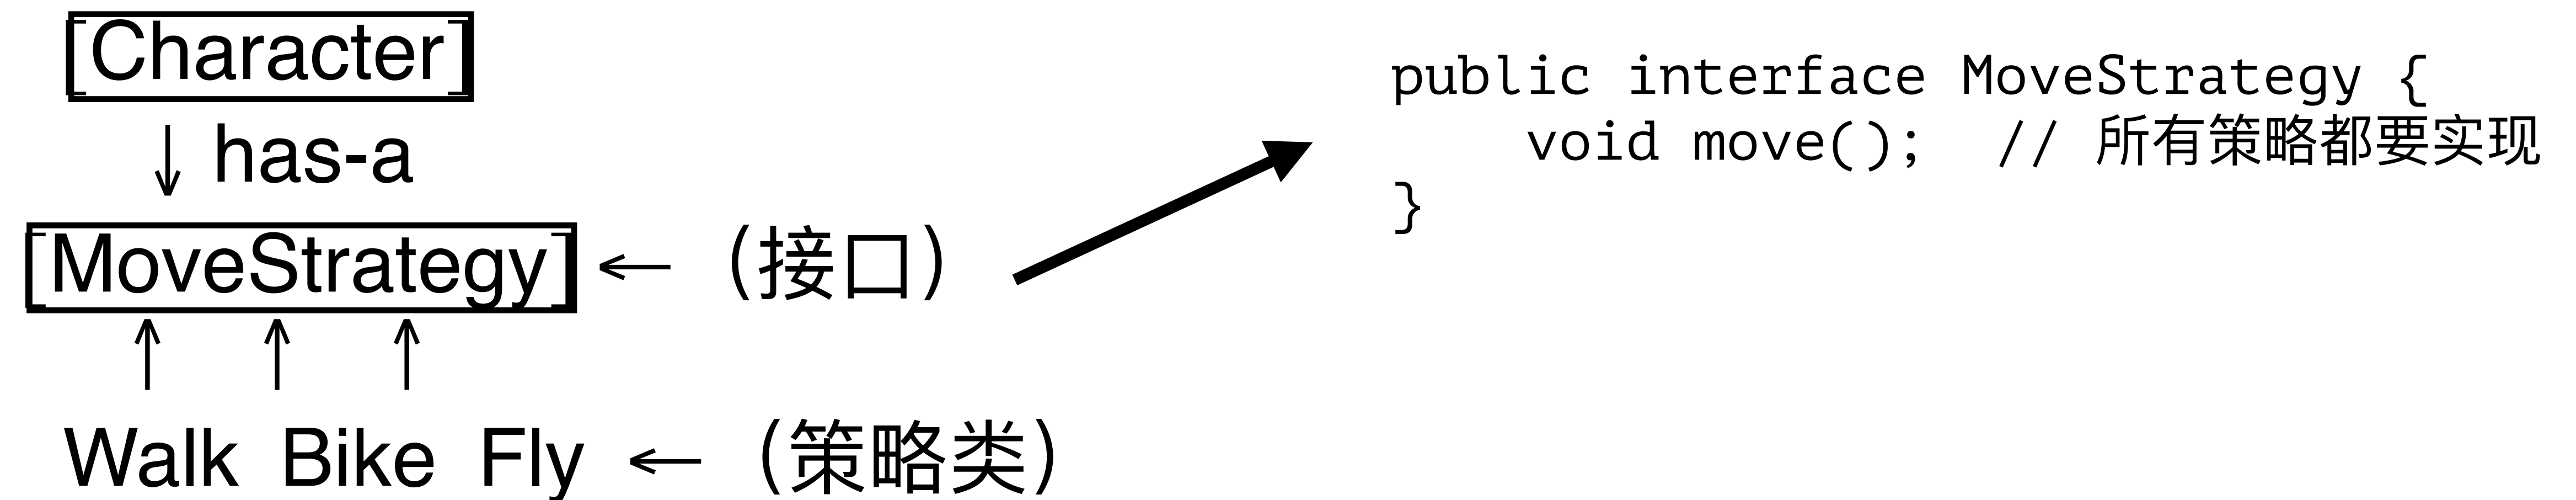 [Character]
↓ has-a
[MoveStrategy] ← (接口)
↑ ↑ ↑
Walk Bike Fly ← (策略类)
public interface MoveStrategy {
    void move();  // 所有策略都要实现
}